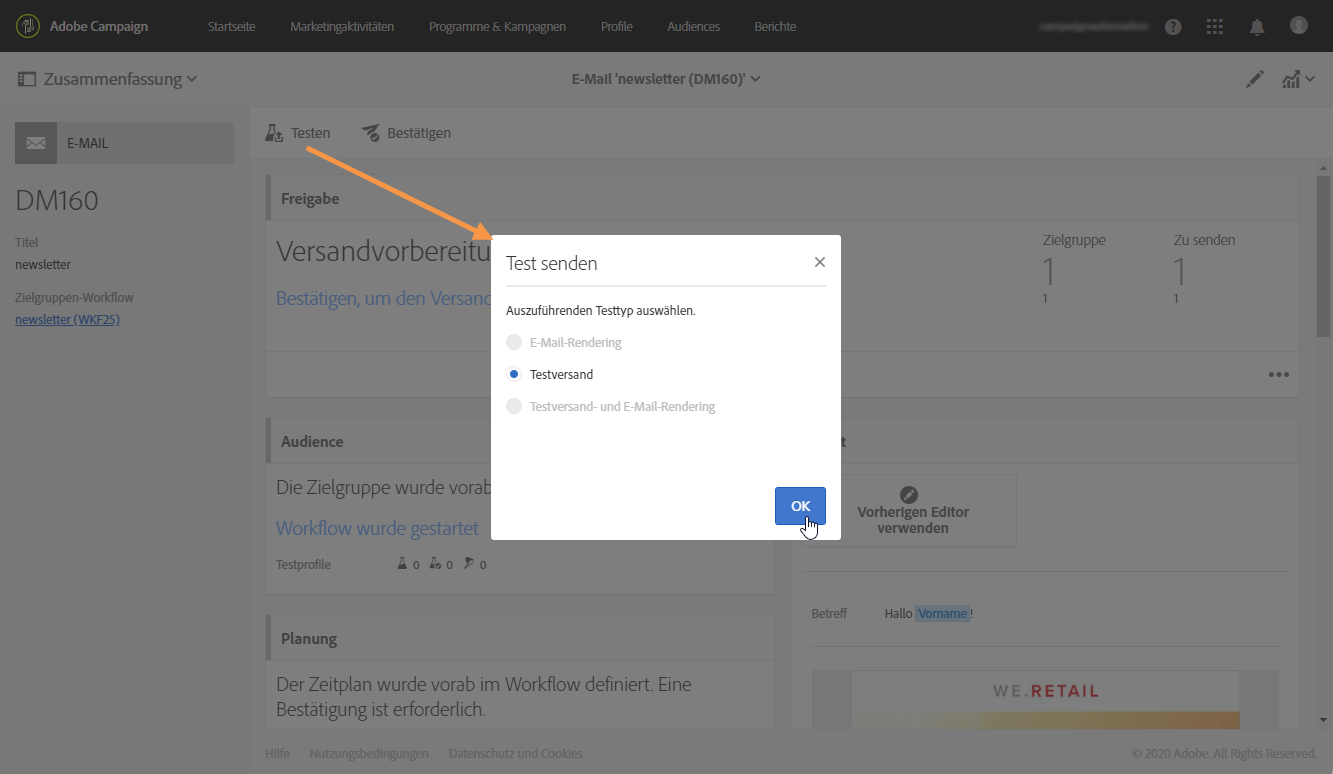 Adobe Campaign
Startseite
Marketingaktivitäten
Programme & Kampagnen
Profile
Audiences
Berichte
Zusammenfassung
E-Mail 'newsletter (DM160)'
E-MAIL
Testen
Bestätigen
DM160
Titel
newsletter
Zielgruppen-Workflow
newsletter (WKF25)
Freigabe
Versandvorbereitu
Bestätigen, um den Versand
Zielgruppe
1
1
Zu senden
1
1
Test senden
Auszuführenden Testtyp auswählen.
E-Mail-Rendering
Testversand
Testversand- und E-Mail-Rendering
OK
Audience
Die Zielgruppe wurde vorab
Workflow wurde gestartet
Testprofile
0
0
0
t
Vorherigen Editor
verwenden
Betreff
Hallo Vorname!
WE.RETAIL
Planung
Der Zeitplan wurde vorab im Workflow definiert. Eine
Bestätigung ist erforderlich.
Hilfe
Nutzungsbedingungen
Datenschutz und Cookies
© 2020 Adobe. All Rights Reserved.